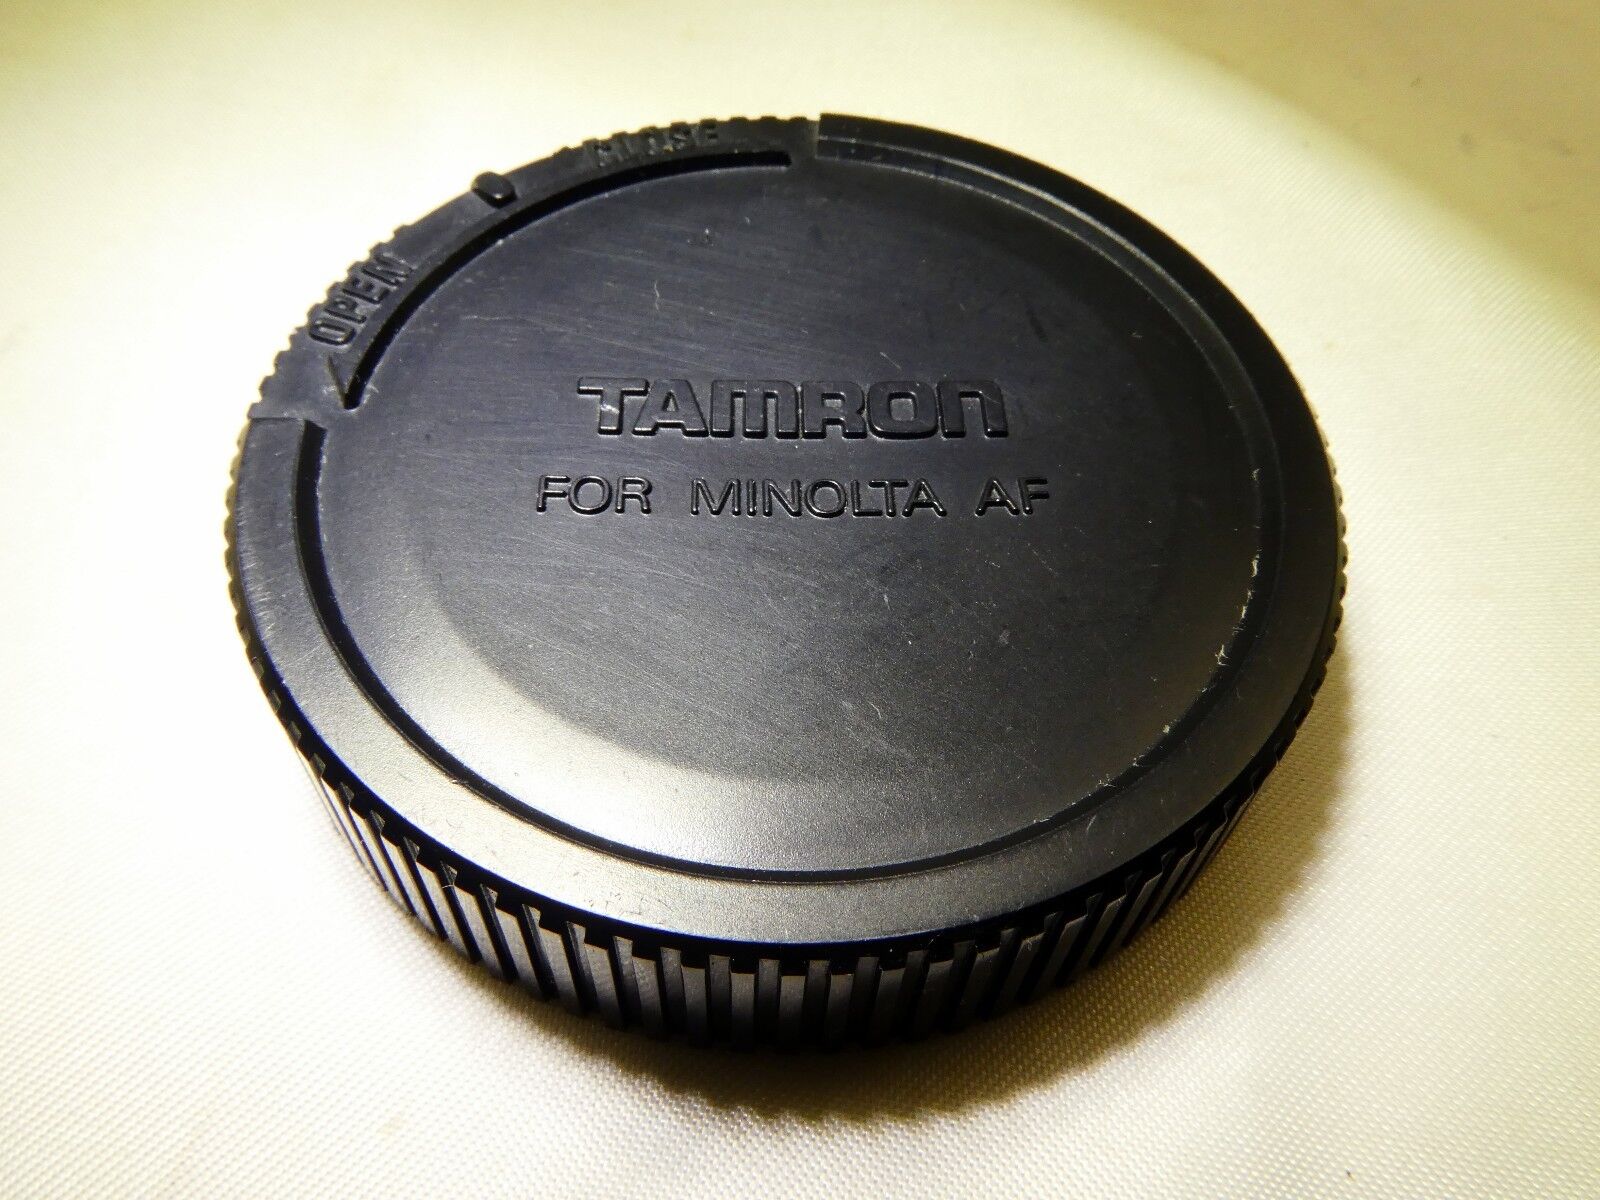 CLOSE
OPEN
TAMRON
FOR MINOLTA AF